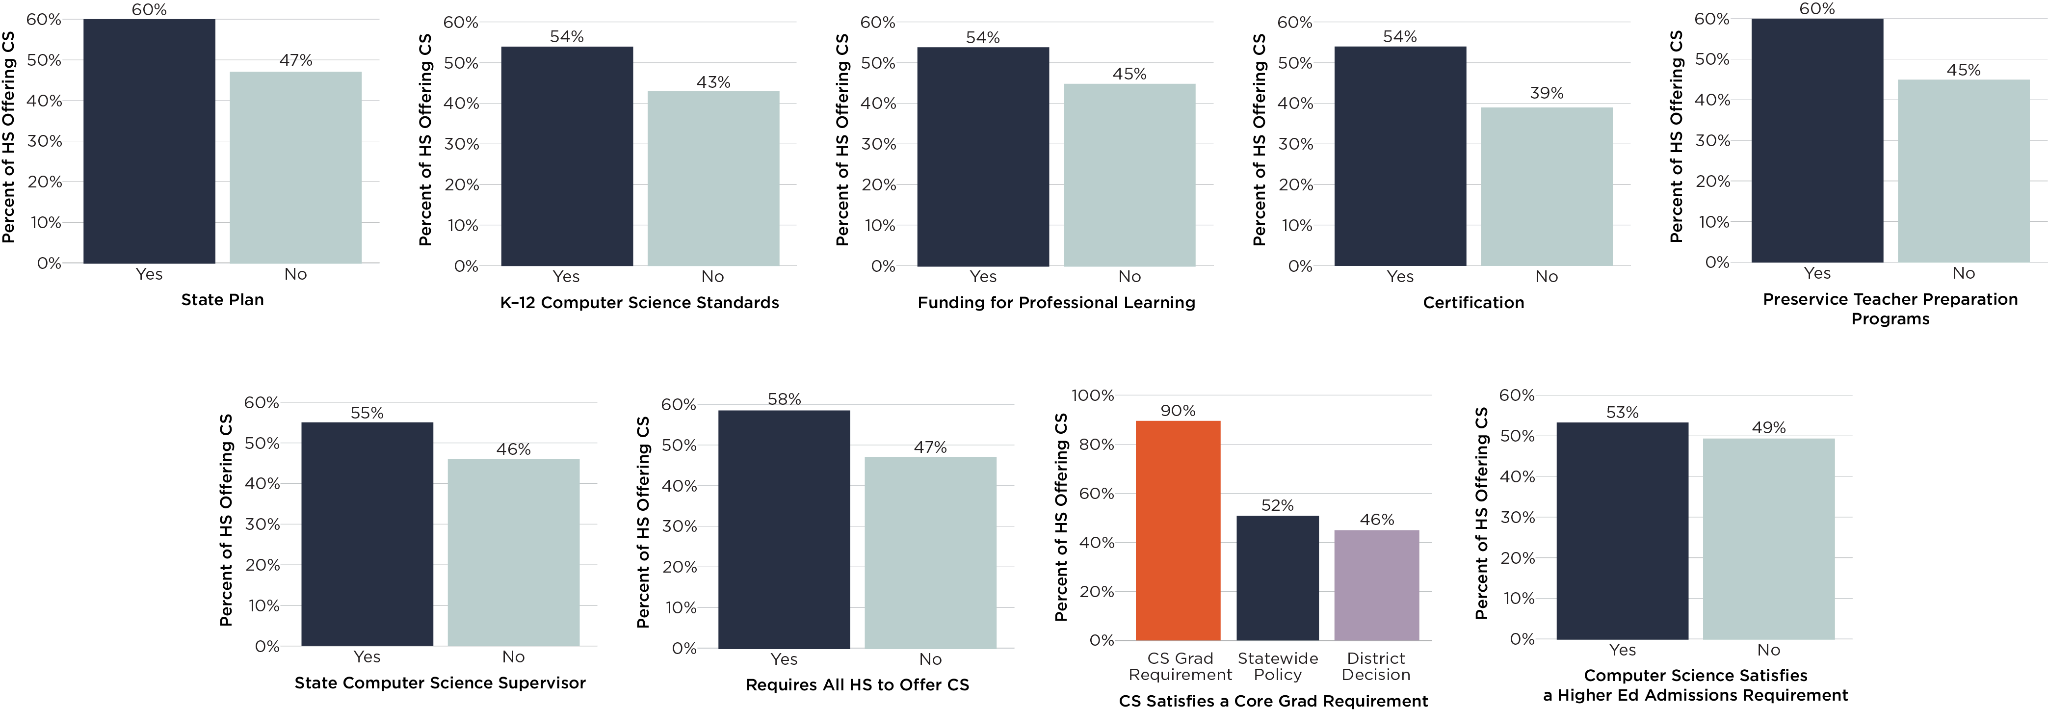 Percent of HS Offering CS
60%
50%
40%
30%
20%
10%
0%
60%
47%
Yes
No
State Plan
Percent of HS Offering CS
60%
50%
40%
30%
20%
10%
0%
54%
43%
Yes
No
K–12 Computer Science Standards
Percent of HS Offering CS
60%
50%
40%
30%
20%
10%
0%
54%
45%
Yes
No
Funding for Professional Learning
Percent of HS Offering CS
60%
50%
40%
30%
20%
10%
0%
54%
39%
Yes
No
Certification
Percent of HS Offering CS
60%
50%
40%
30%
20%
10%
0%
60%
45%
Yes
No
Preservice Teacher Preparation
Programs
Percent of HS Offering CS
60%
50%
40%
30%
20%
10%
0%
55%
46%
Yes
No
State Computer Science Supervisor
Percent of HS Offering CS
60%
50%
40%
30%
20%
10%
0%
58%
47%
Yes
No
Requires All HS to Offer CS
Percent of HS Offering CS
100%
80%
60%
40%
20%
0%
90%
52%
46%
CS Grad
Requirement
Statewide
Policy
District
Decision
CS Satisfies a Core Grad Requirement
Percent of HS Offering CS
60%
50%
40%
30%
20%
10%
0%
53%
49%
Yes
No
Computer Science Satisfies
a Higher Ed Admissions Requirement